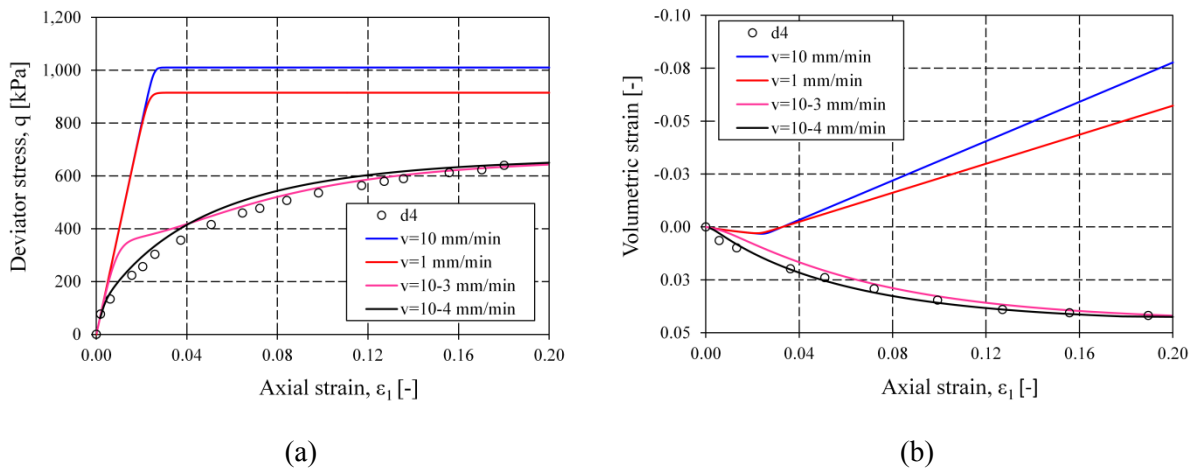 1,200
1,000
800
600
400
200
0
0.00 0.04 0.08 0.12 0.16 0.20
Deviator stress, q [kPa]
Axial strain, ε1 [-]
d4
v=10 mm/min
v=1 mm/min
v=10-3 mm/min
v=10-4 mm/min
(a)
-0.10
-0.08
-0.05
-0.03
0.00
0.03
0.05
0.00 0.04 0.08 0.12 0.16 0.20
Volumetric strain [-]
Axial strain, ε1 [-]
d4
v=10 mm/min
v=1 mm/min
v=10-3 mm/min
v=10-4 mm/min
(b)